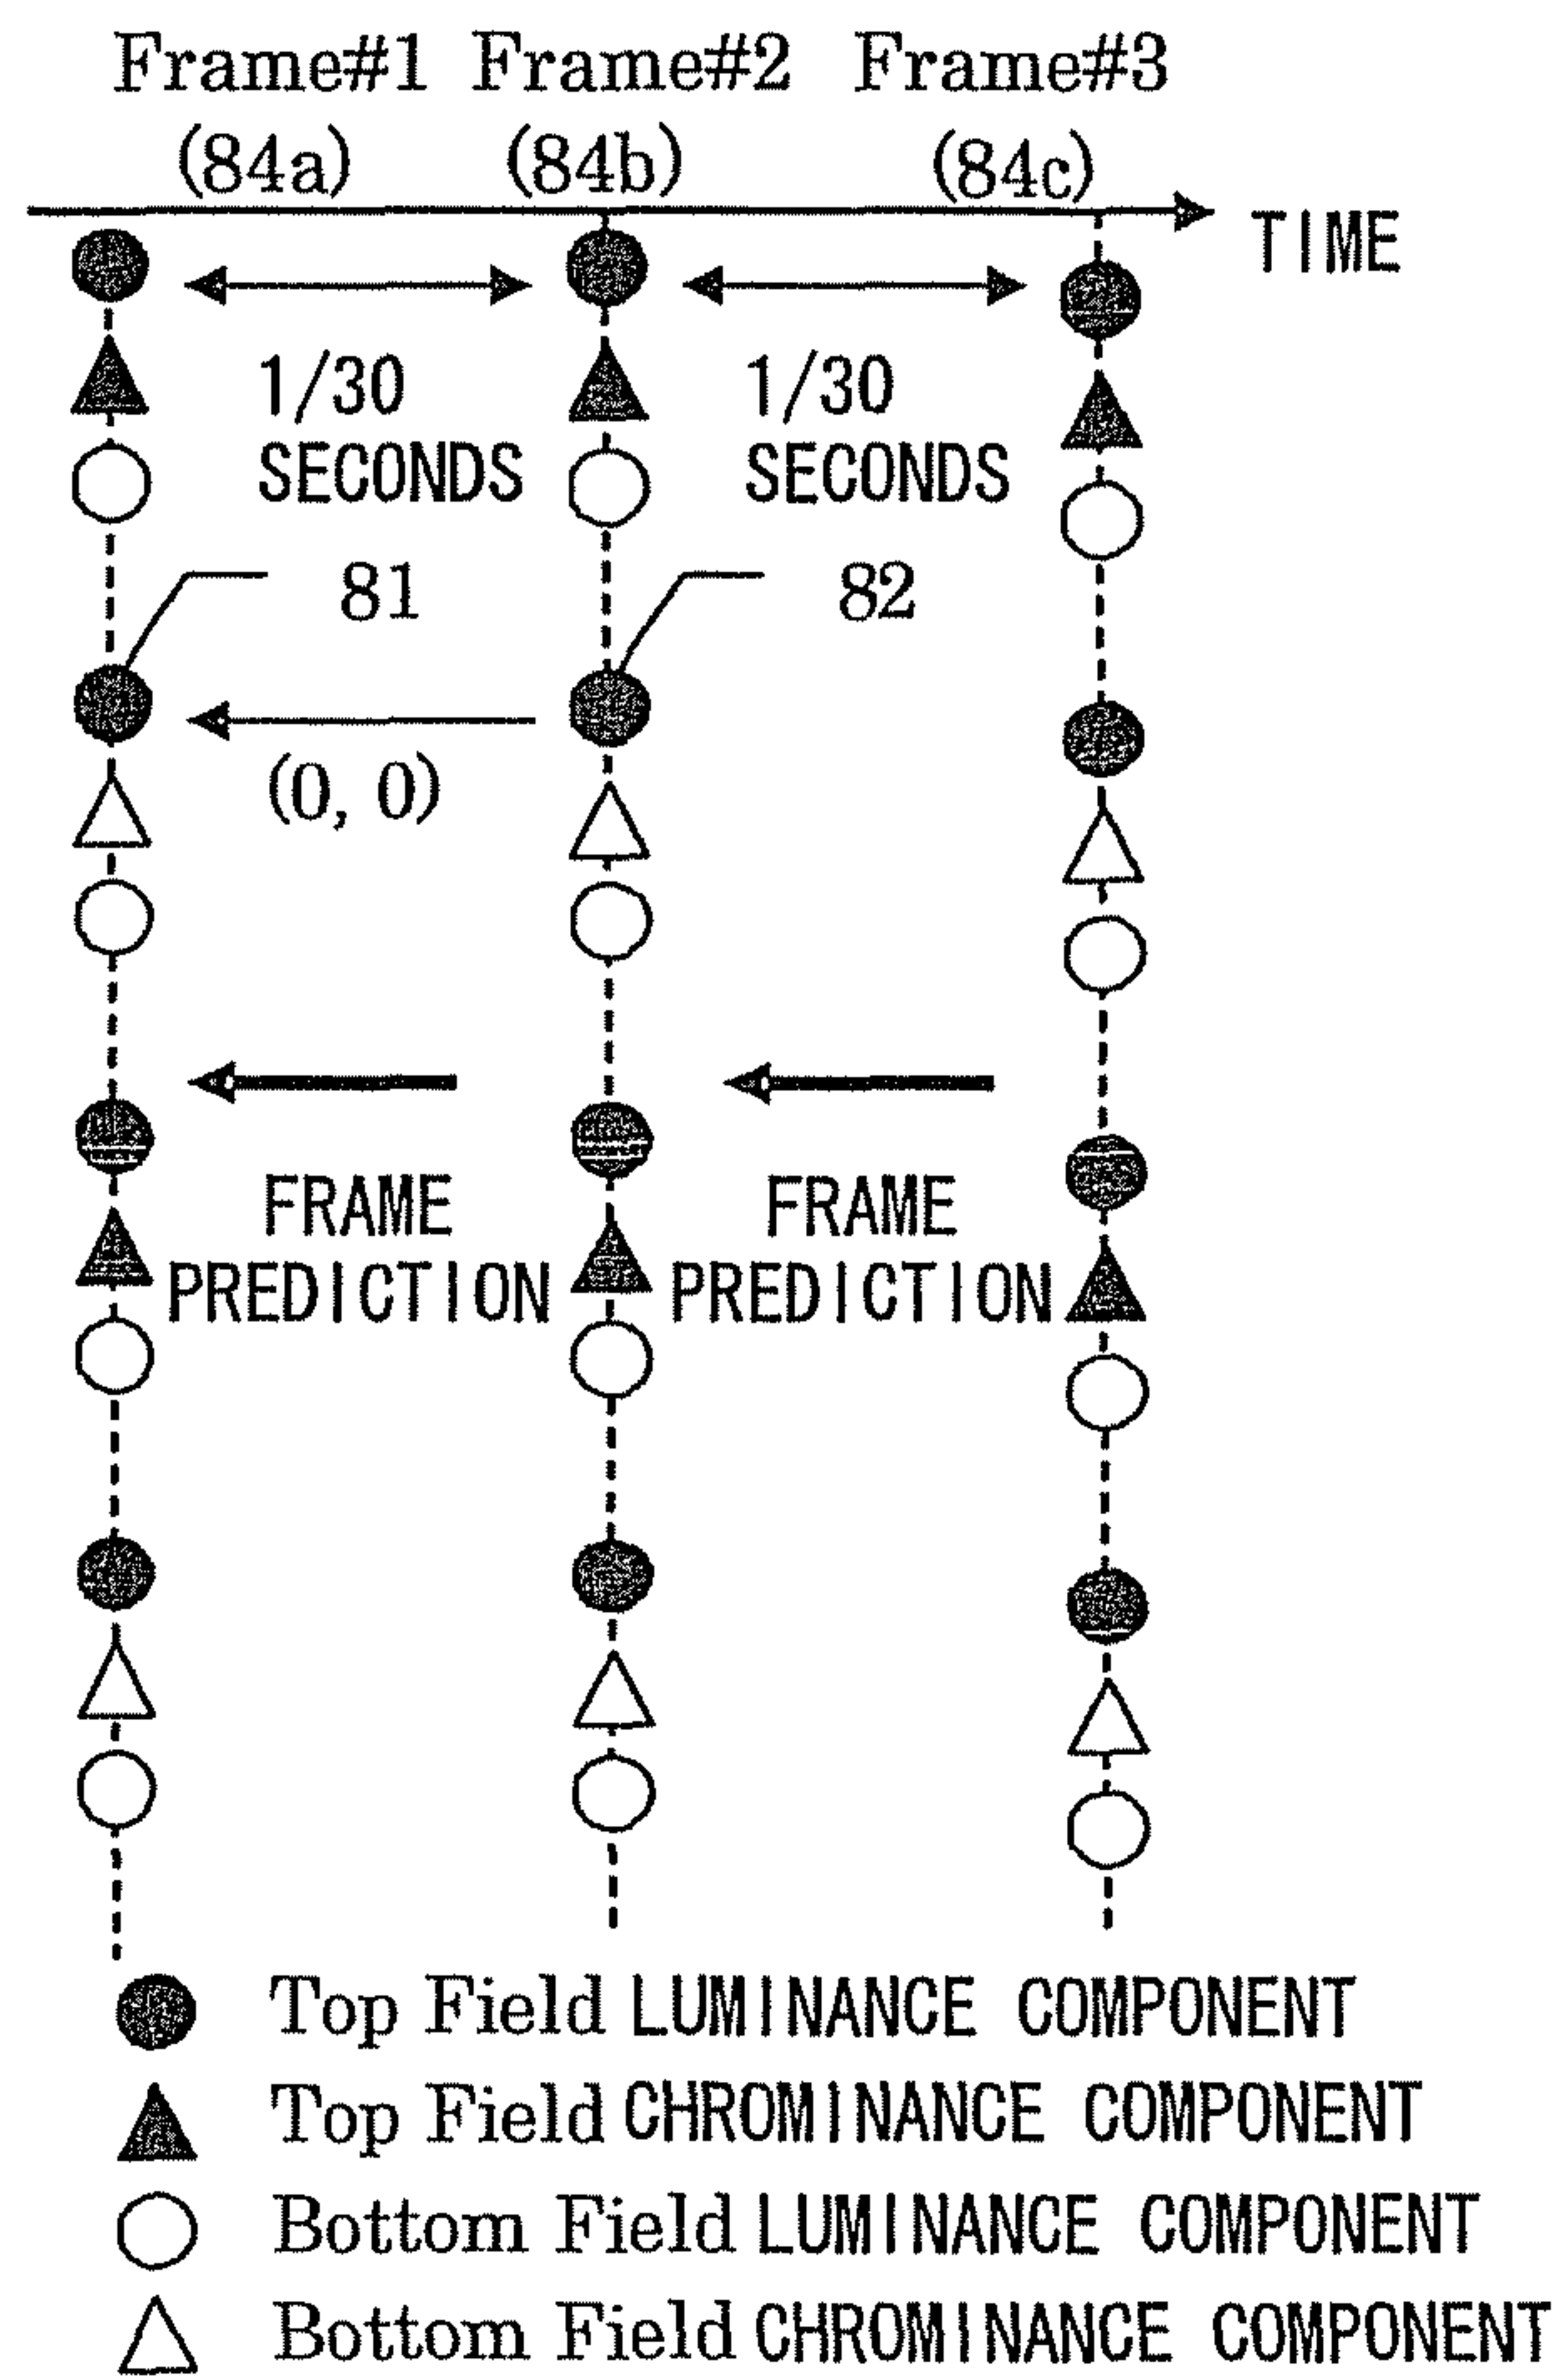 Frame#1 Frame#2 Frame#3
(84a) (84b) (84c)
TIME
1/30 1/30
SECONDS SECONDS
81 82
(0, 0)
FRAME FRAME
PREDICTION PREDICTION
Top Field LUMINANCE COMPONENT
Top Field CHROMINANCE COMPONENT
Bottom Field LUMINANCE COMPONENT
Bottom Field CHROMINANCE COMPONENT